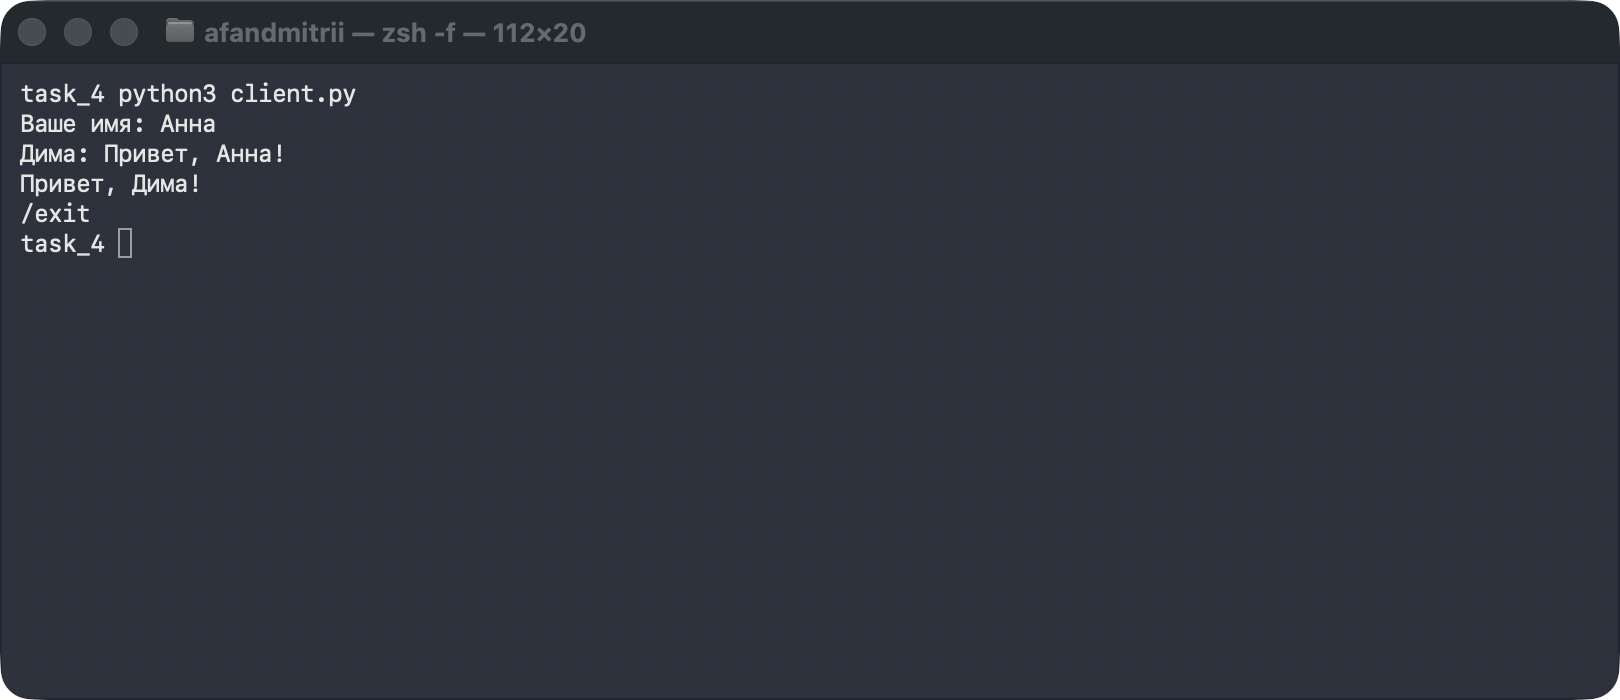 afandmitrii — zsh -f — 112×20
task_4 python3 client.py
Ваше имя: Анна
Дима: Привет, Анна!
Привет, Дима!
/exit
task_4